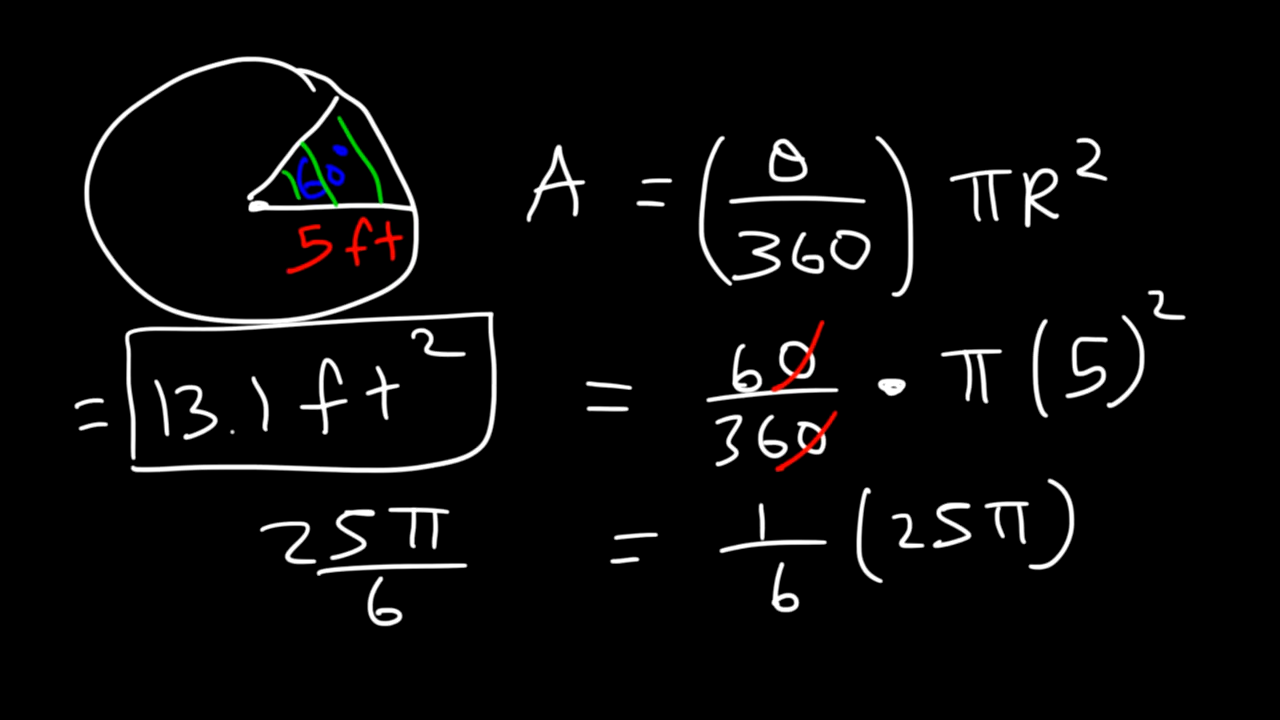 60°
5 ft
A = (θ/360) πR²
= 60/360 · π(5)²
= 1/6 (25π)
25π/6
= 13.1 ft²